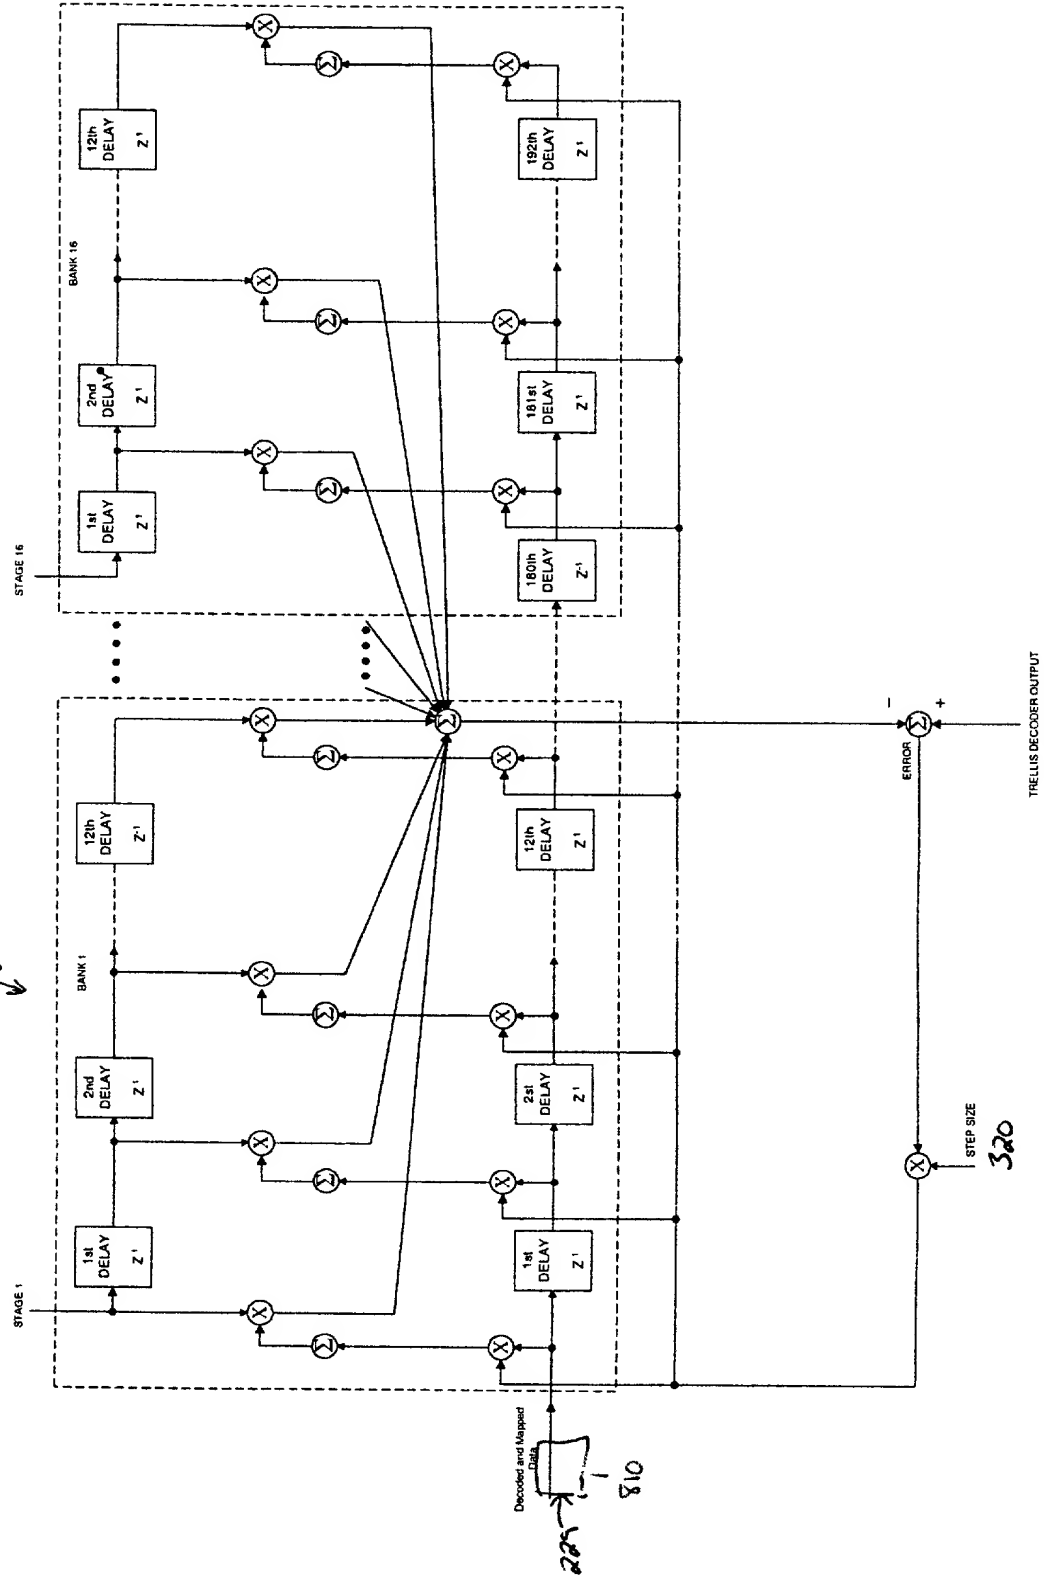 STAGE 1
STAGE 16
BANK 1
1st
DELAY
Z-1
2nd
DELAY
Z-1
12th
DELAY
Z-1
BANK 16
1st
DELAY
Z-1
2nd
DELAY
Z-1
12th
DELAY
Z-1
X
X
X
X
X
X
X
Σ
Σ
Σ
Σ
Σ
Σ
Σ
Σ
X
X
X
X
X
X
X
Decoded and Mapped
Data
1st
DELAY
Z-1
2st
DELAY
Z-1
12th
DELAY
Z-1
180th
DELAY
Z-1
181st
DELAY
Z-1
192th
DELAY
Z-1
229
810
ERROR
Σ
-
+
TRELLIS DECODER OUTPUT
X
STEP SIZE
320